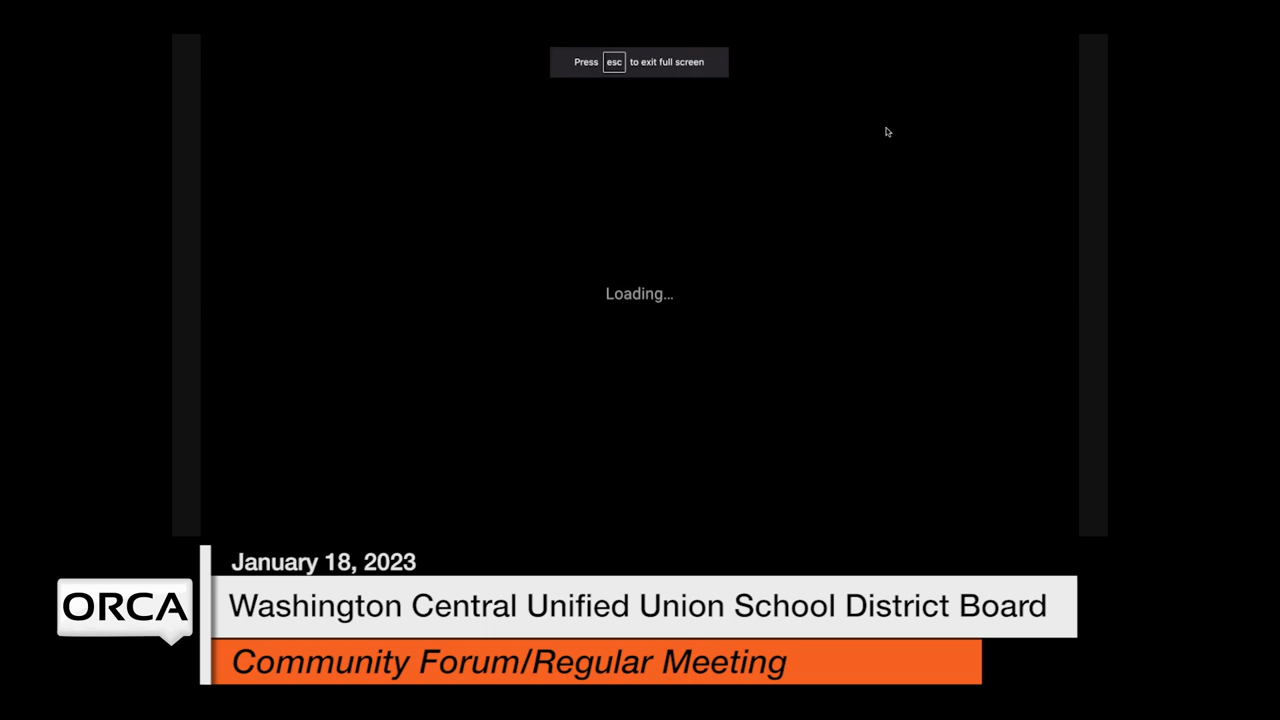 Press esc to exit full screen
Loading...
January 18, 2023
ORCA
Washington Central Unified Union School District Board
Community Forum/Regular Meeting